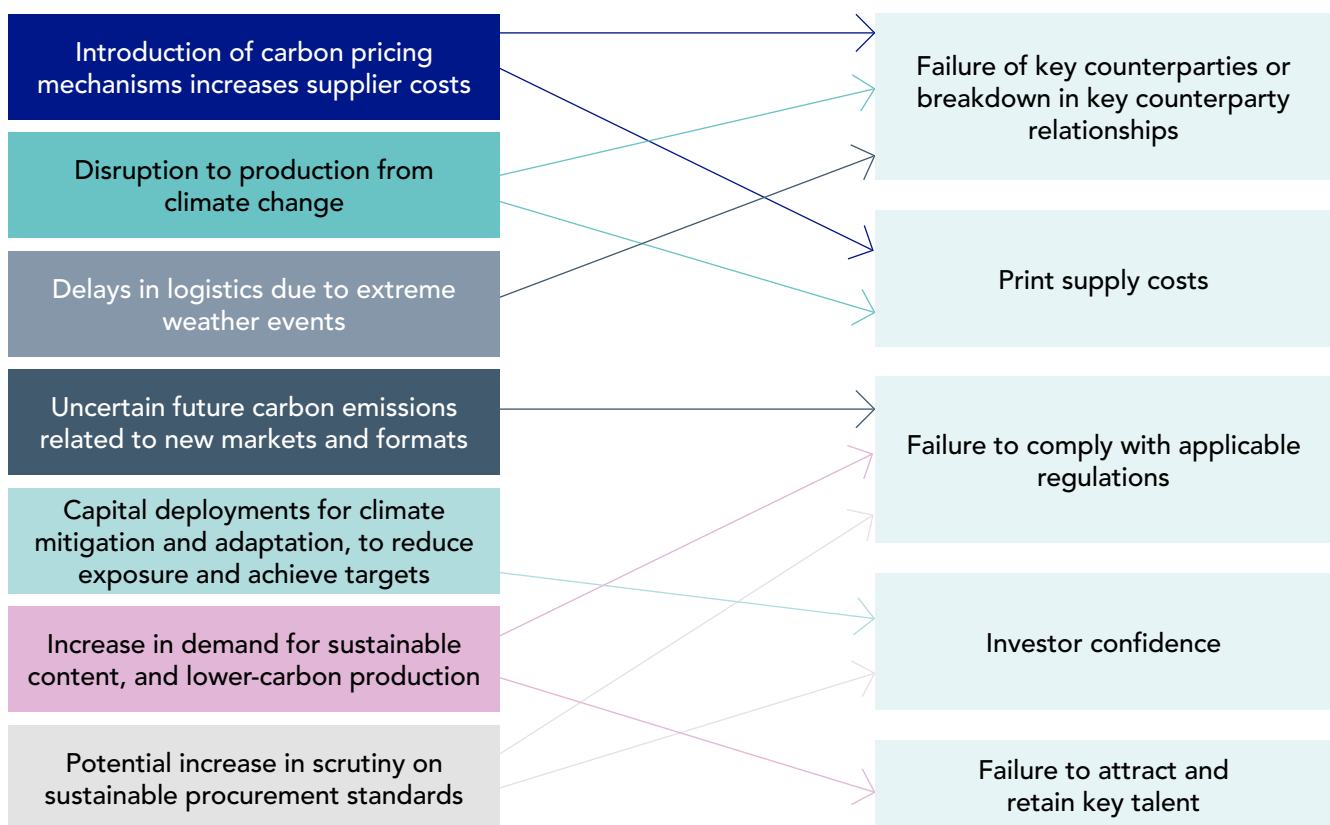 Introduction of carbon pricing
mechanisms increases supplier costs
Disruption to production from
climate change
Delays in logistics due to extreme
weather events
Uncertain future carbon emissions
related to new markets and formats
Capital deployments for climate
mitigation and adaptation, to reduce
exposure and achieve targets
Increase in demand for sustainable
content, and lower-carbon production
Potential increase in scrutiny on
sustainable procurement standards
Failure of key counterparties or
breakdown in key counterparty
relationships
Print supply costs
Failure to comply with applicable
regulations
Investor confidence
Failure to attract and
retain key talent